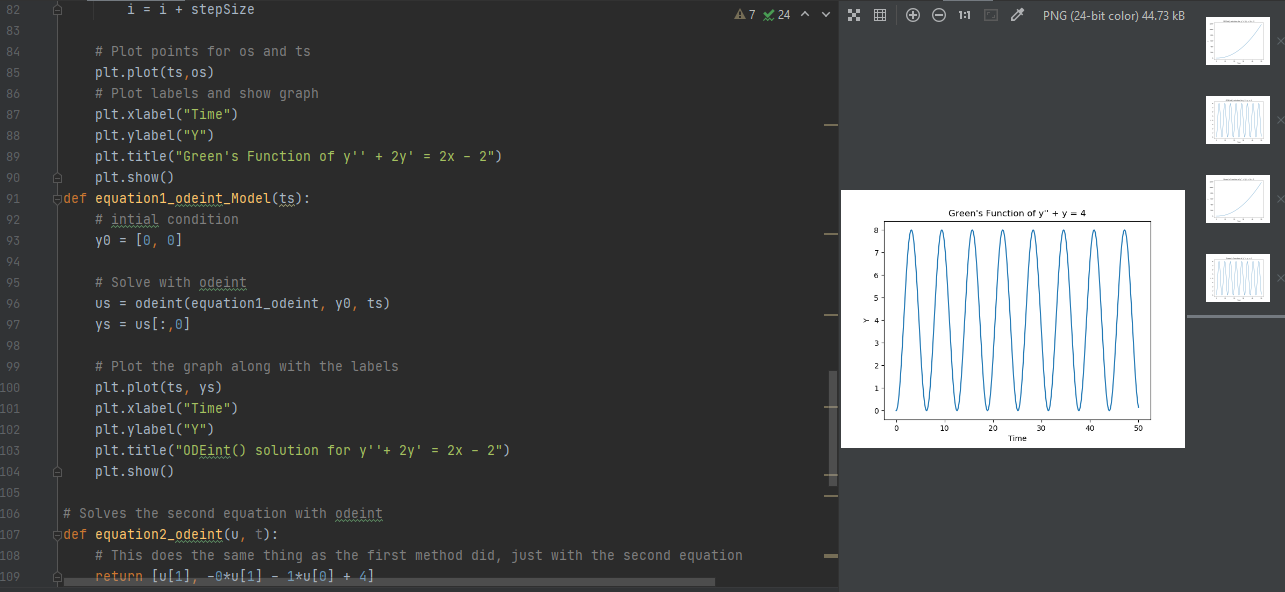 82 i = i + stepSize
83
84 # Plot points for os and ts
85 plt.plot(ts,os)
86 # Plot labels and show graph
87 plt.xlabel("Time")
88 plt.ylabel("Y")
89 plt.title("Green's Function of y'' + 2y' = 2x - 2")
90 plt.show()
91 def equation1_odeint_Model(ts):
92 # intial condition
93 y0 = [0, 0]
94
95 # Solve with odeint
96 us = odeint(equation1_odeint, y0, ts)
97 ys = us[:,0]
98
99 # Plot the graph along with the labels
100 plt.plot(ts, ys)
101 plt.xlabel("Time")
102 plt.ylabel("Y")
103 plt.title("ODEint() solution for y''+ 2y' = 2x - 2")
104 plt.show()
105
106 # Solves the second equation with odeint
107 def equation2_odeint(u, t):
108 # This does the same thing as the first method did, just with the second equation
109 return [u[1], -0*u[1] - 1*u[0] + 4]
7 24
1:1
PNG (24-bit color) 44.73 kB
Green's Function of y'' + y = 4
8
7
6
5
4
3
2
1
0
Y
0 10 20 30 40 50
Time